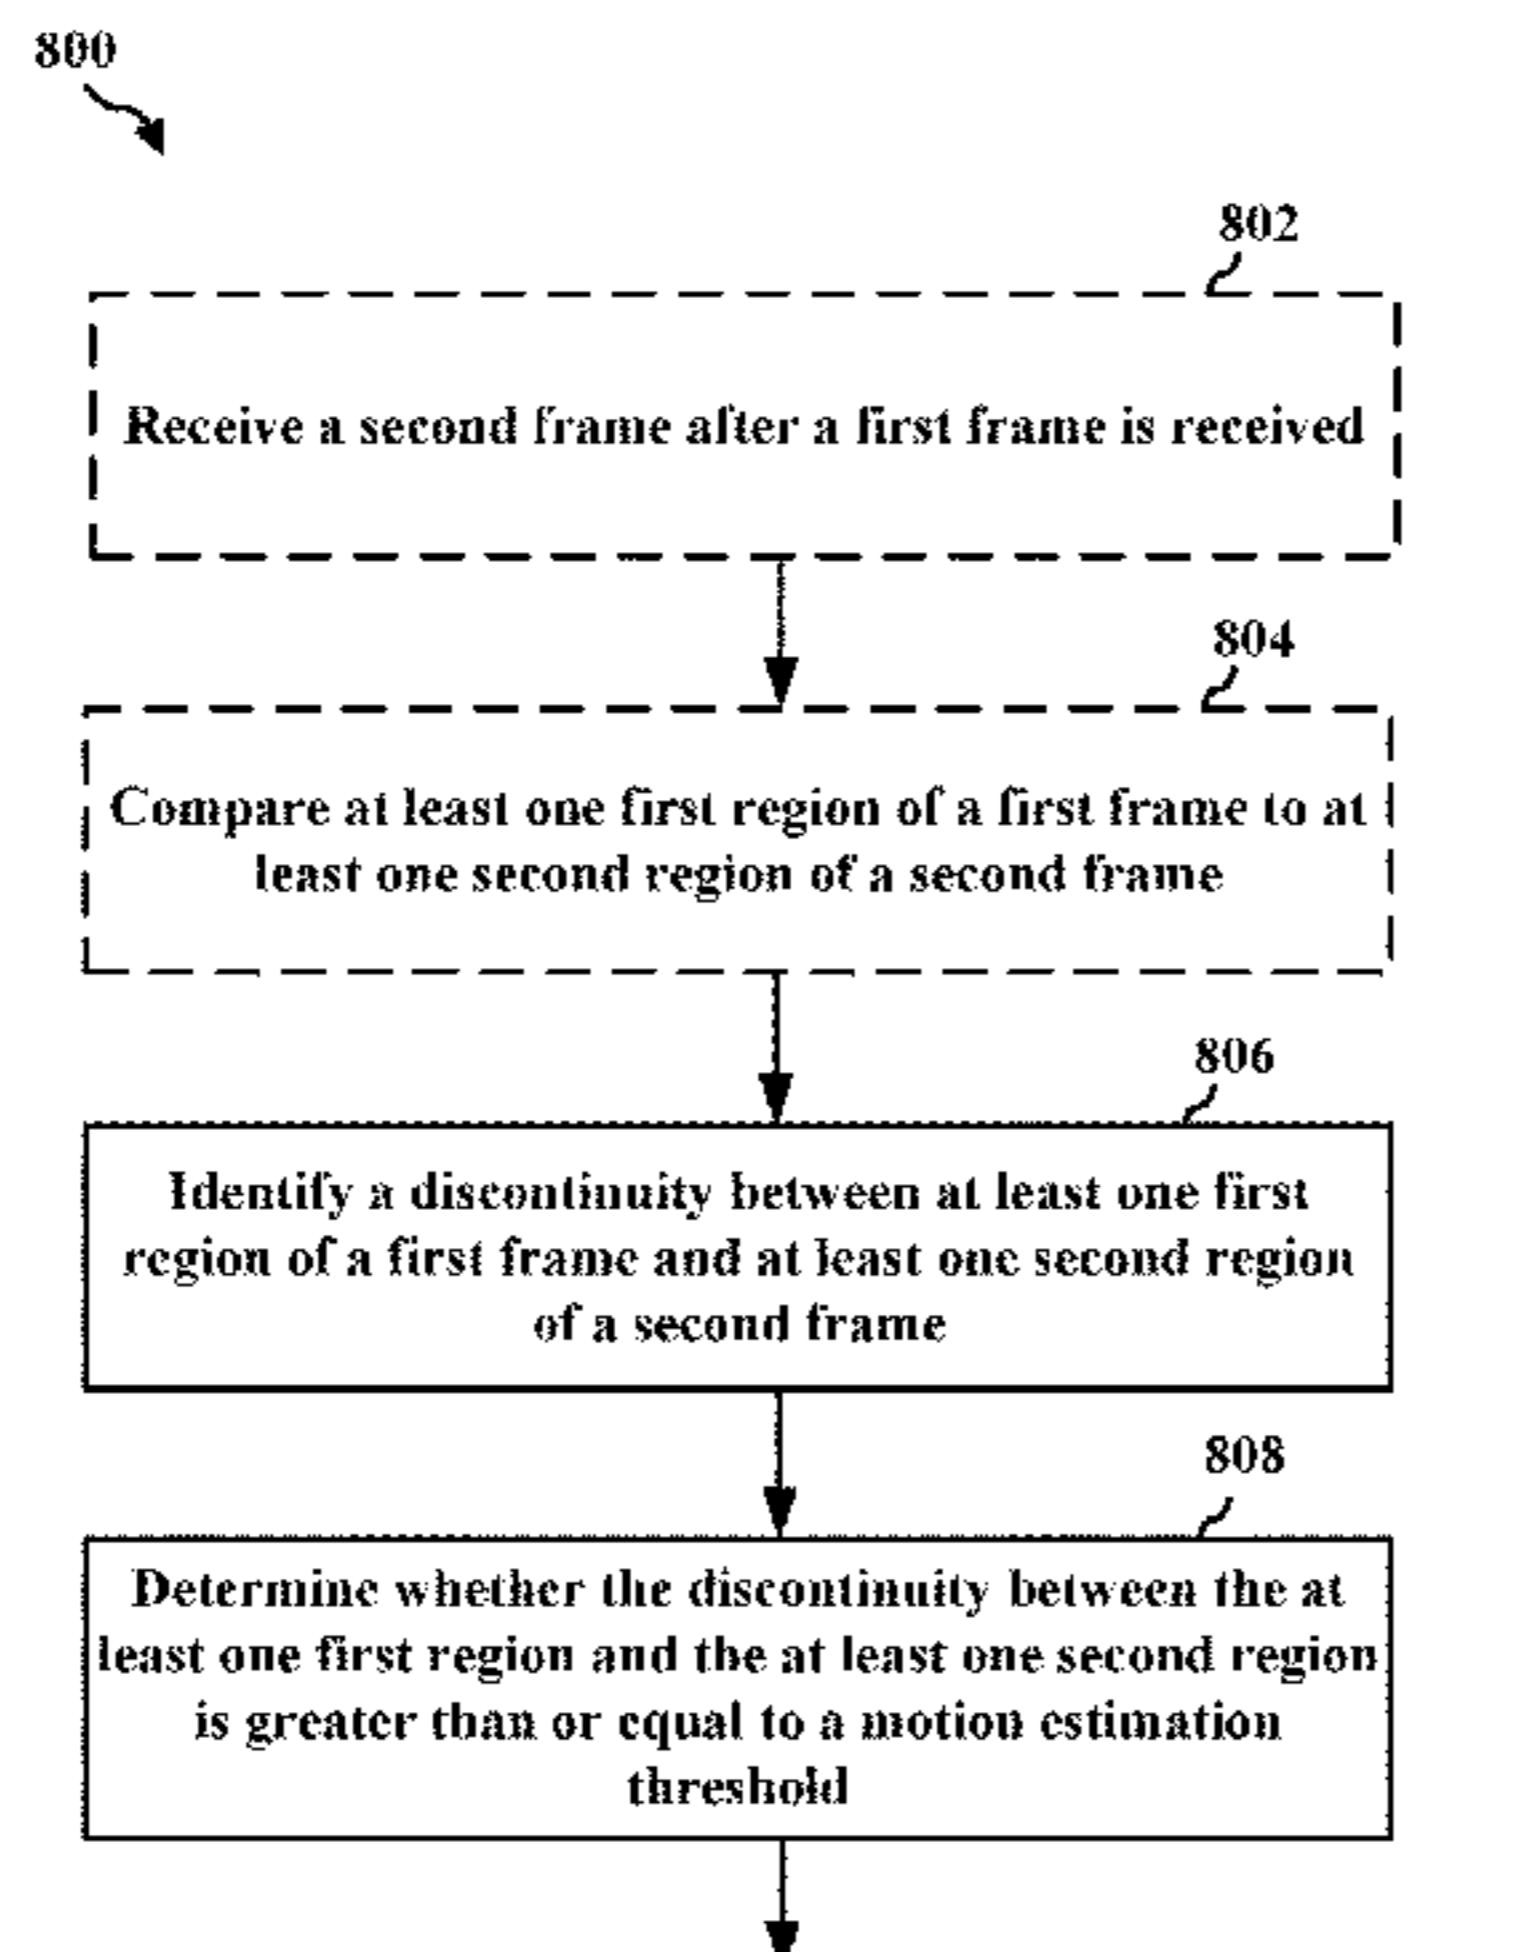 800
802
Receive a second frame after a first frame is received
804
Compare at least one first region of a first frame to at
least one second region of a second frame
806
Identify a discontinuity between at least one first
region of a first frame and at least one second region
of a second frame
808
Determine whether the discontinuity between the at
least one first region and the at least one second region
is greater than or equal to a motion estimation
threshold